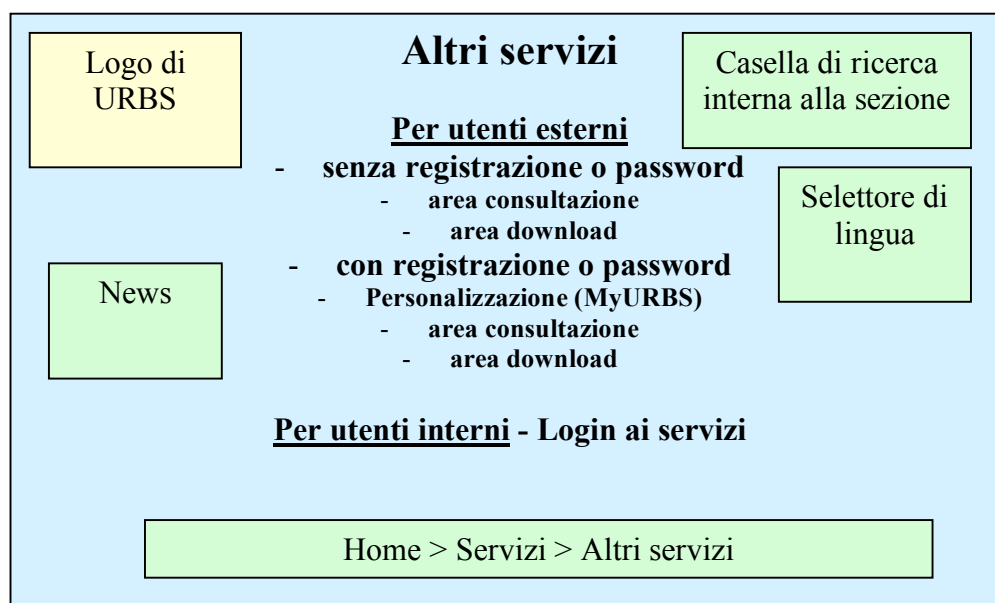 Logo di
URBS
Altri servizi
Casella di ricerca
interna alla sezione
Per utenti esterni
- senza registrazione o password
- area consultazione
- area download
Selettore di
lingua
- con registrazione o password
- Personalizzazione (MyURBS)
- area consultazione
- area download
News
Per utenti interni - Login ai servizi
Home > Servizi > Altri servizi